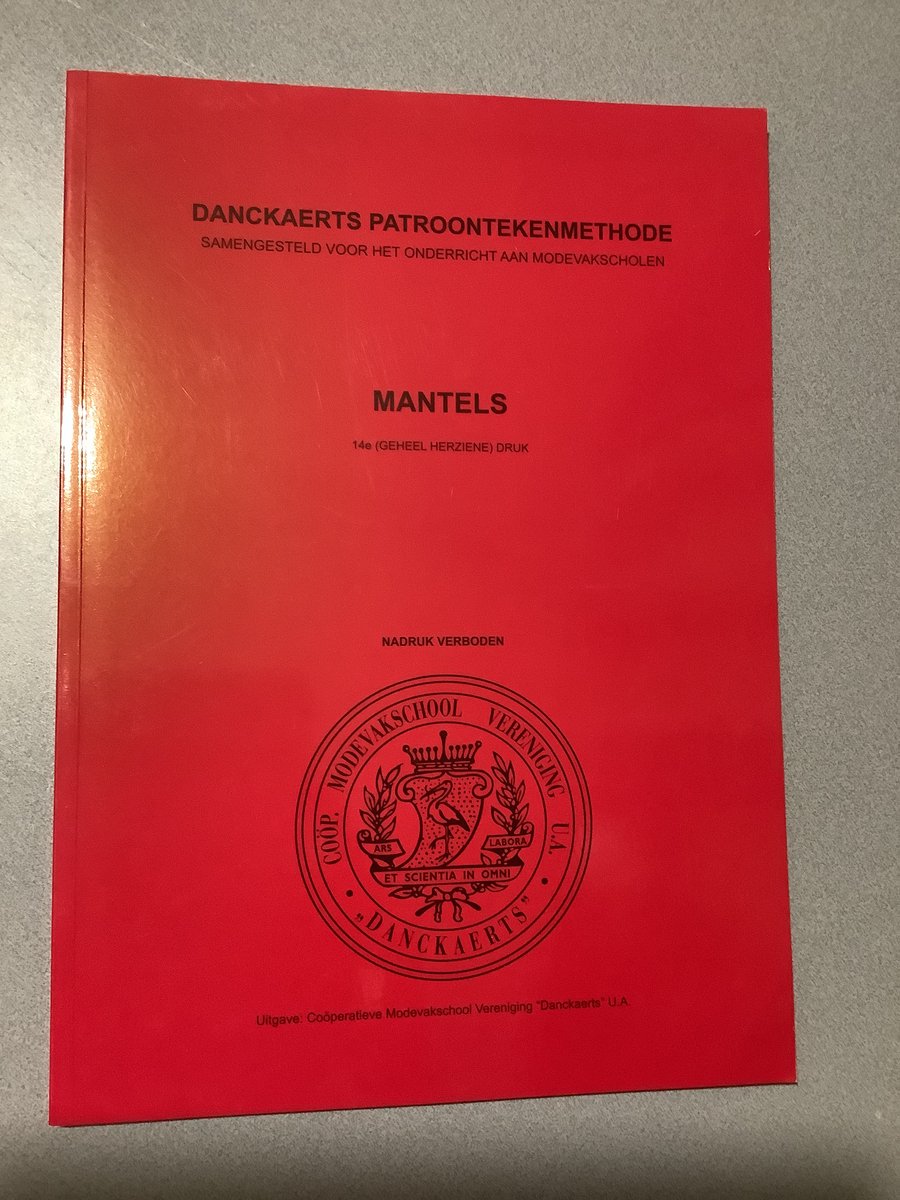 DANCKAERTS PATROONTEKENMETHODE
SAMENGESTELD VOOR HET ONDERRICHT AAN MODEVAKSCHOLEN
MANTELS
14e (GEHEEL HERZIENE) DRUK
NADRUK VERBODEN
COÖP. MODEVAKSCHOOL VERENIGING U.A.
ARS
LABORA
ET SCIENTIA IN OMNI
„DANCKAERTS”
Uitgave: Coöperatieve Modevakschool Vereniging "Danckaerts" U.A.